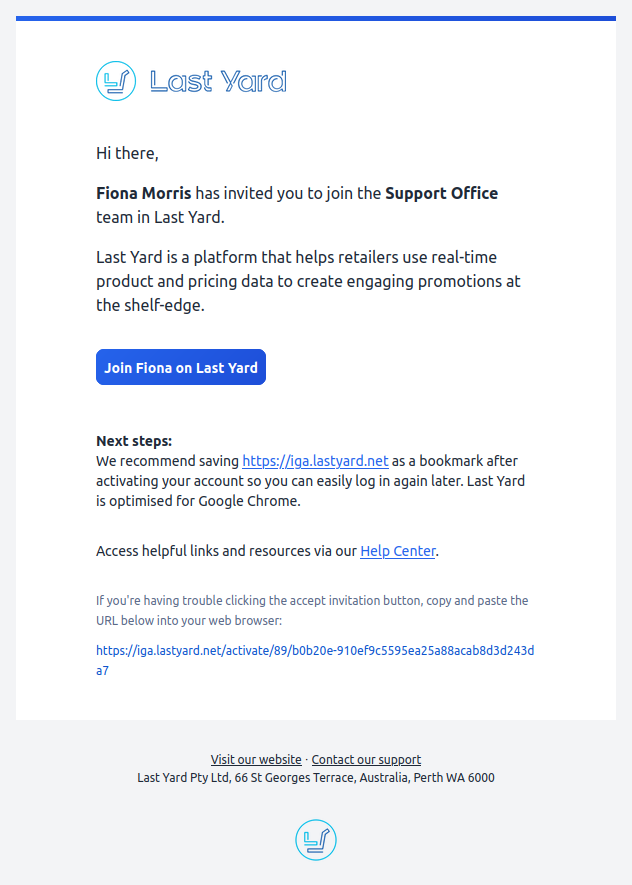 Last Yard
Hi there,
Fiona Morris has invited you to join the Support Office
team in Last Yard.
Last Yard is a platform that helps retailers use real-time
product and pricing data to create engaging promotions at
the shelf-edge.
Join Fiona on Last Yard
Next steps:
We recommend saving https://iga.lastyard.net as a bookmark after
activating your account so you can easily log in again later. Last Yard
is optimised for Google Chrome.
Access helpful links and resources via our Help Center.
If you're having trouble clicking the accept invitation button, copy and paste the
URL below into your web browser:
https://iga.lastyard.net/activate/89/b0b20e-910ef9c5595ea25a88acab8d3d243d
a7
Visit our website · Contact our support
Last Yard Pty Ltd, 66 St Georges Terrace, Australia, Perth WA 6000